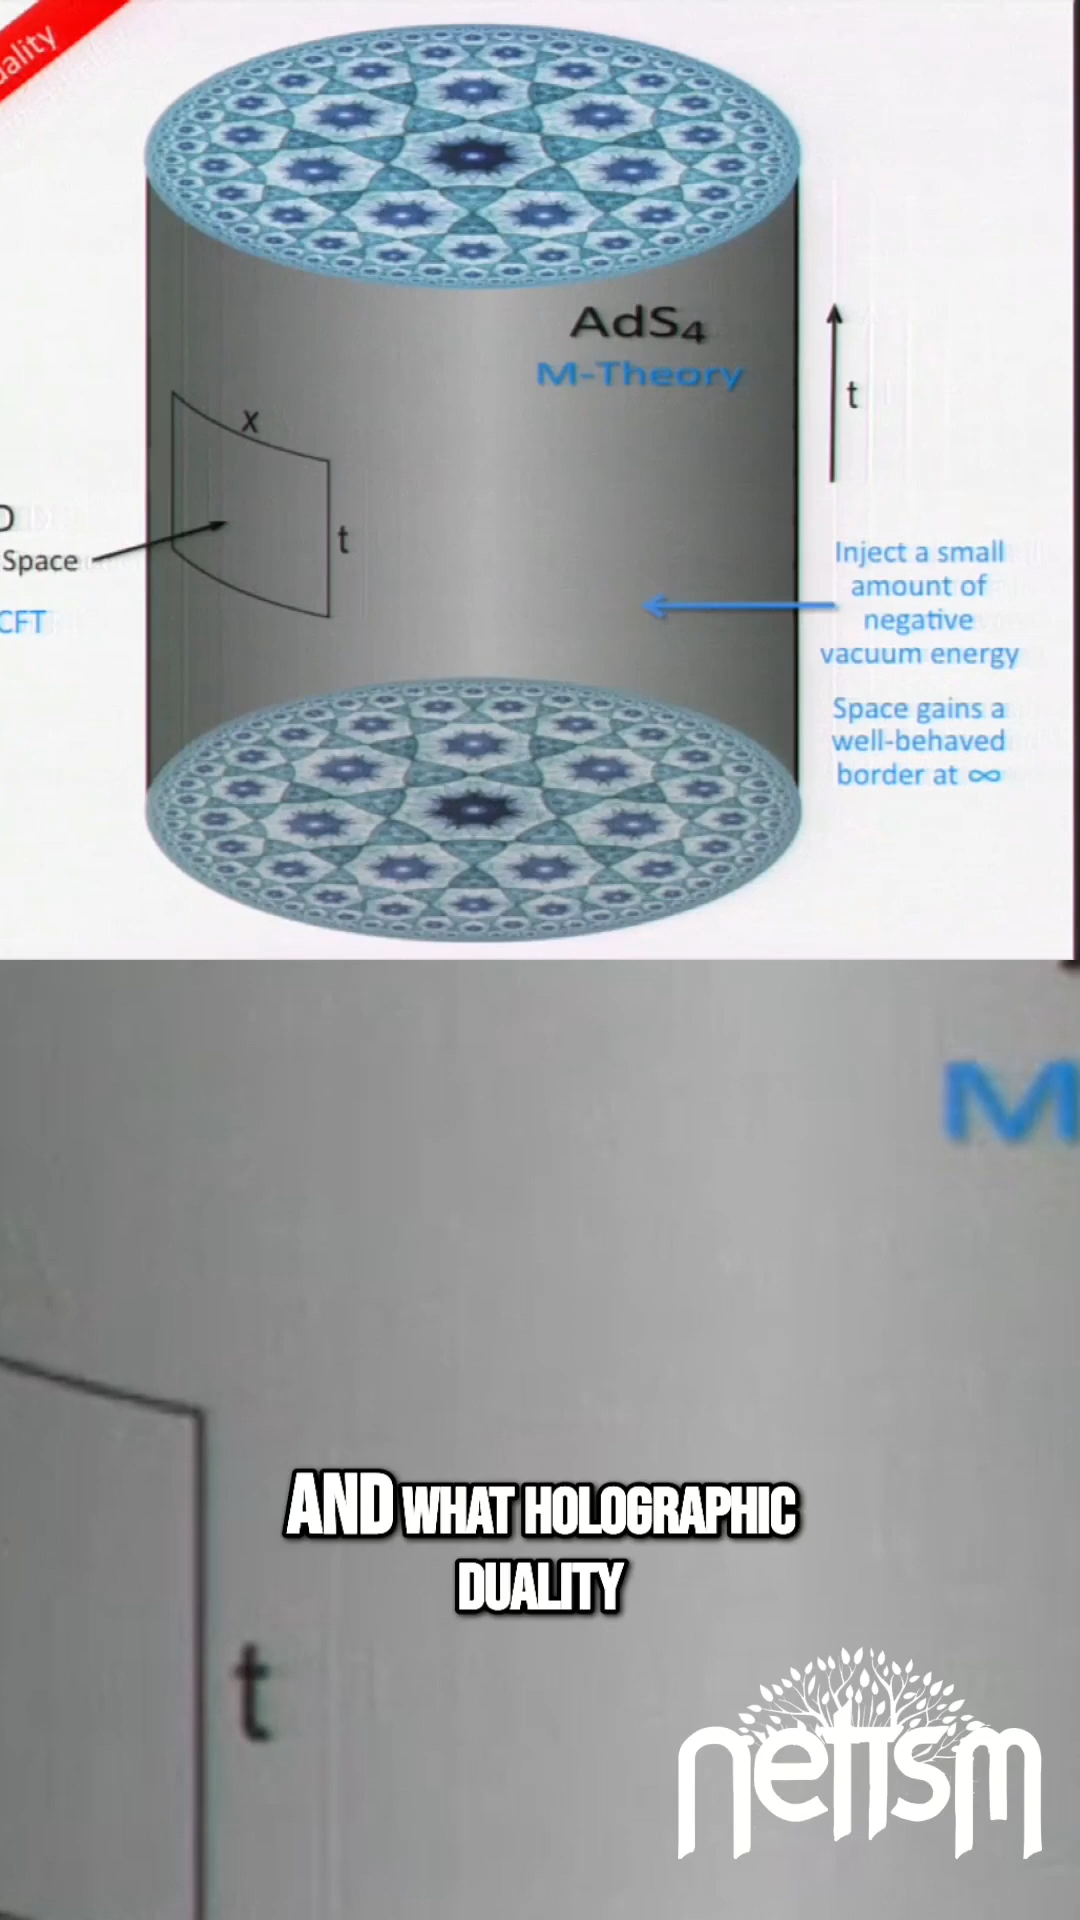 uality
AdS₄
M-Theory
x
t
t
D
Space
CFT
Inject a small
amount of
negative
vacuum energy
Space gains a
well-behaved
border at ∞
M
AND WHAT HOLOGRAPHIC
DUALITY
t
netism